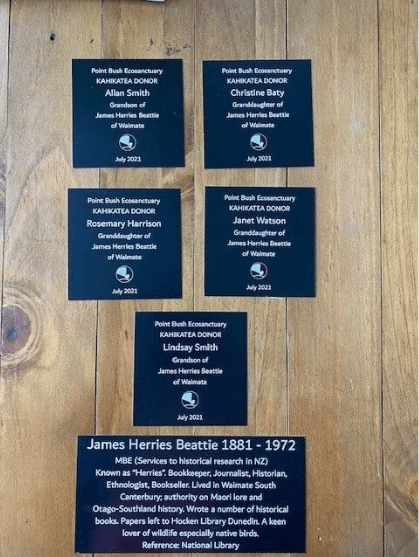 Point Bush Ecosanctuary
KAHIKATEA DONOR
Allan Smith
Grandson of
James Herries Beattie
of Waimate
July 2021
Point Bush Ecosanctuary
KAHIKATEA DONOR
Christine Baty
Granddaughter of
James Herries Beattie
of Waimate
July 2021
Point Bush Ecosanctuary
KAHIKATEA DONOR
Rosemary Harrison
Granddaughter of
James Herries Beattie
of Waimate
July 2021
Point Bush Ecosanctuary
KAHIKATEA DONOR
Janet Watson
Granddaughter of
James Herries Beattie
of Waimate
July 2021
Point Bush Ecosanctuary
KAHIKATEA DONOR
Lindsay Smith
Grandson of
James Herries Beattie
of Waimate
July 2021
James Herries Beattie 1881 - 1972
MBE (Services to historical research in NZ)
Known as "Herries". Bookkeeper, Journalist, Historian,
Ethnologist, Bookseller. Lived in Waimate South
Canterbury; authority on Maori lore and
Otago-Southland history. Wrote a number of historical
books. Papers left to Hocken Library Dunedin. A keen
lover of wildlife especially native birds.
Reference: National Library